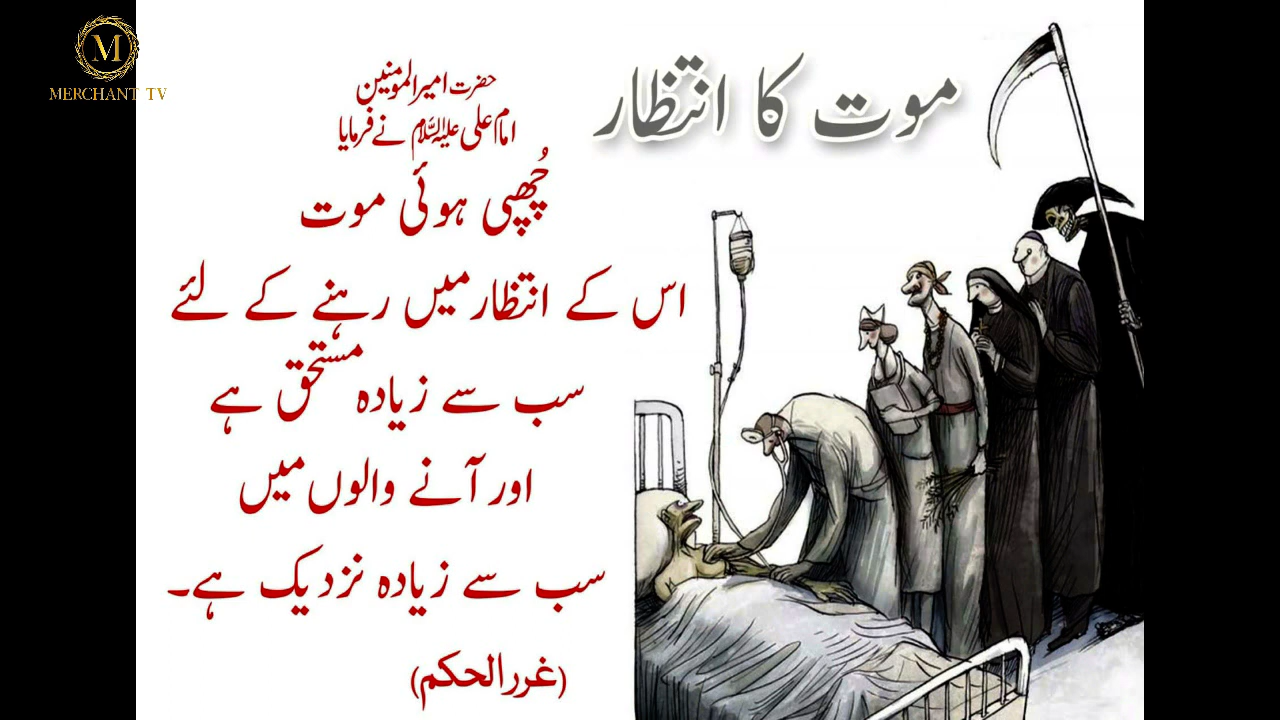 M
MERCHANT TV
موت کا انتظار
حضرت امیرالمومنین
امام علی علیہ السلام نے فرمایا
چُھپی ہوئی موت
اس کے انتظار میں رہنے کے لئے
سب سے زیادہ مستحق ہے
اور آنے والوں میں
سب سے زیادہ نزدیک ہے۔
(غررالحکم)